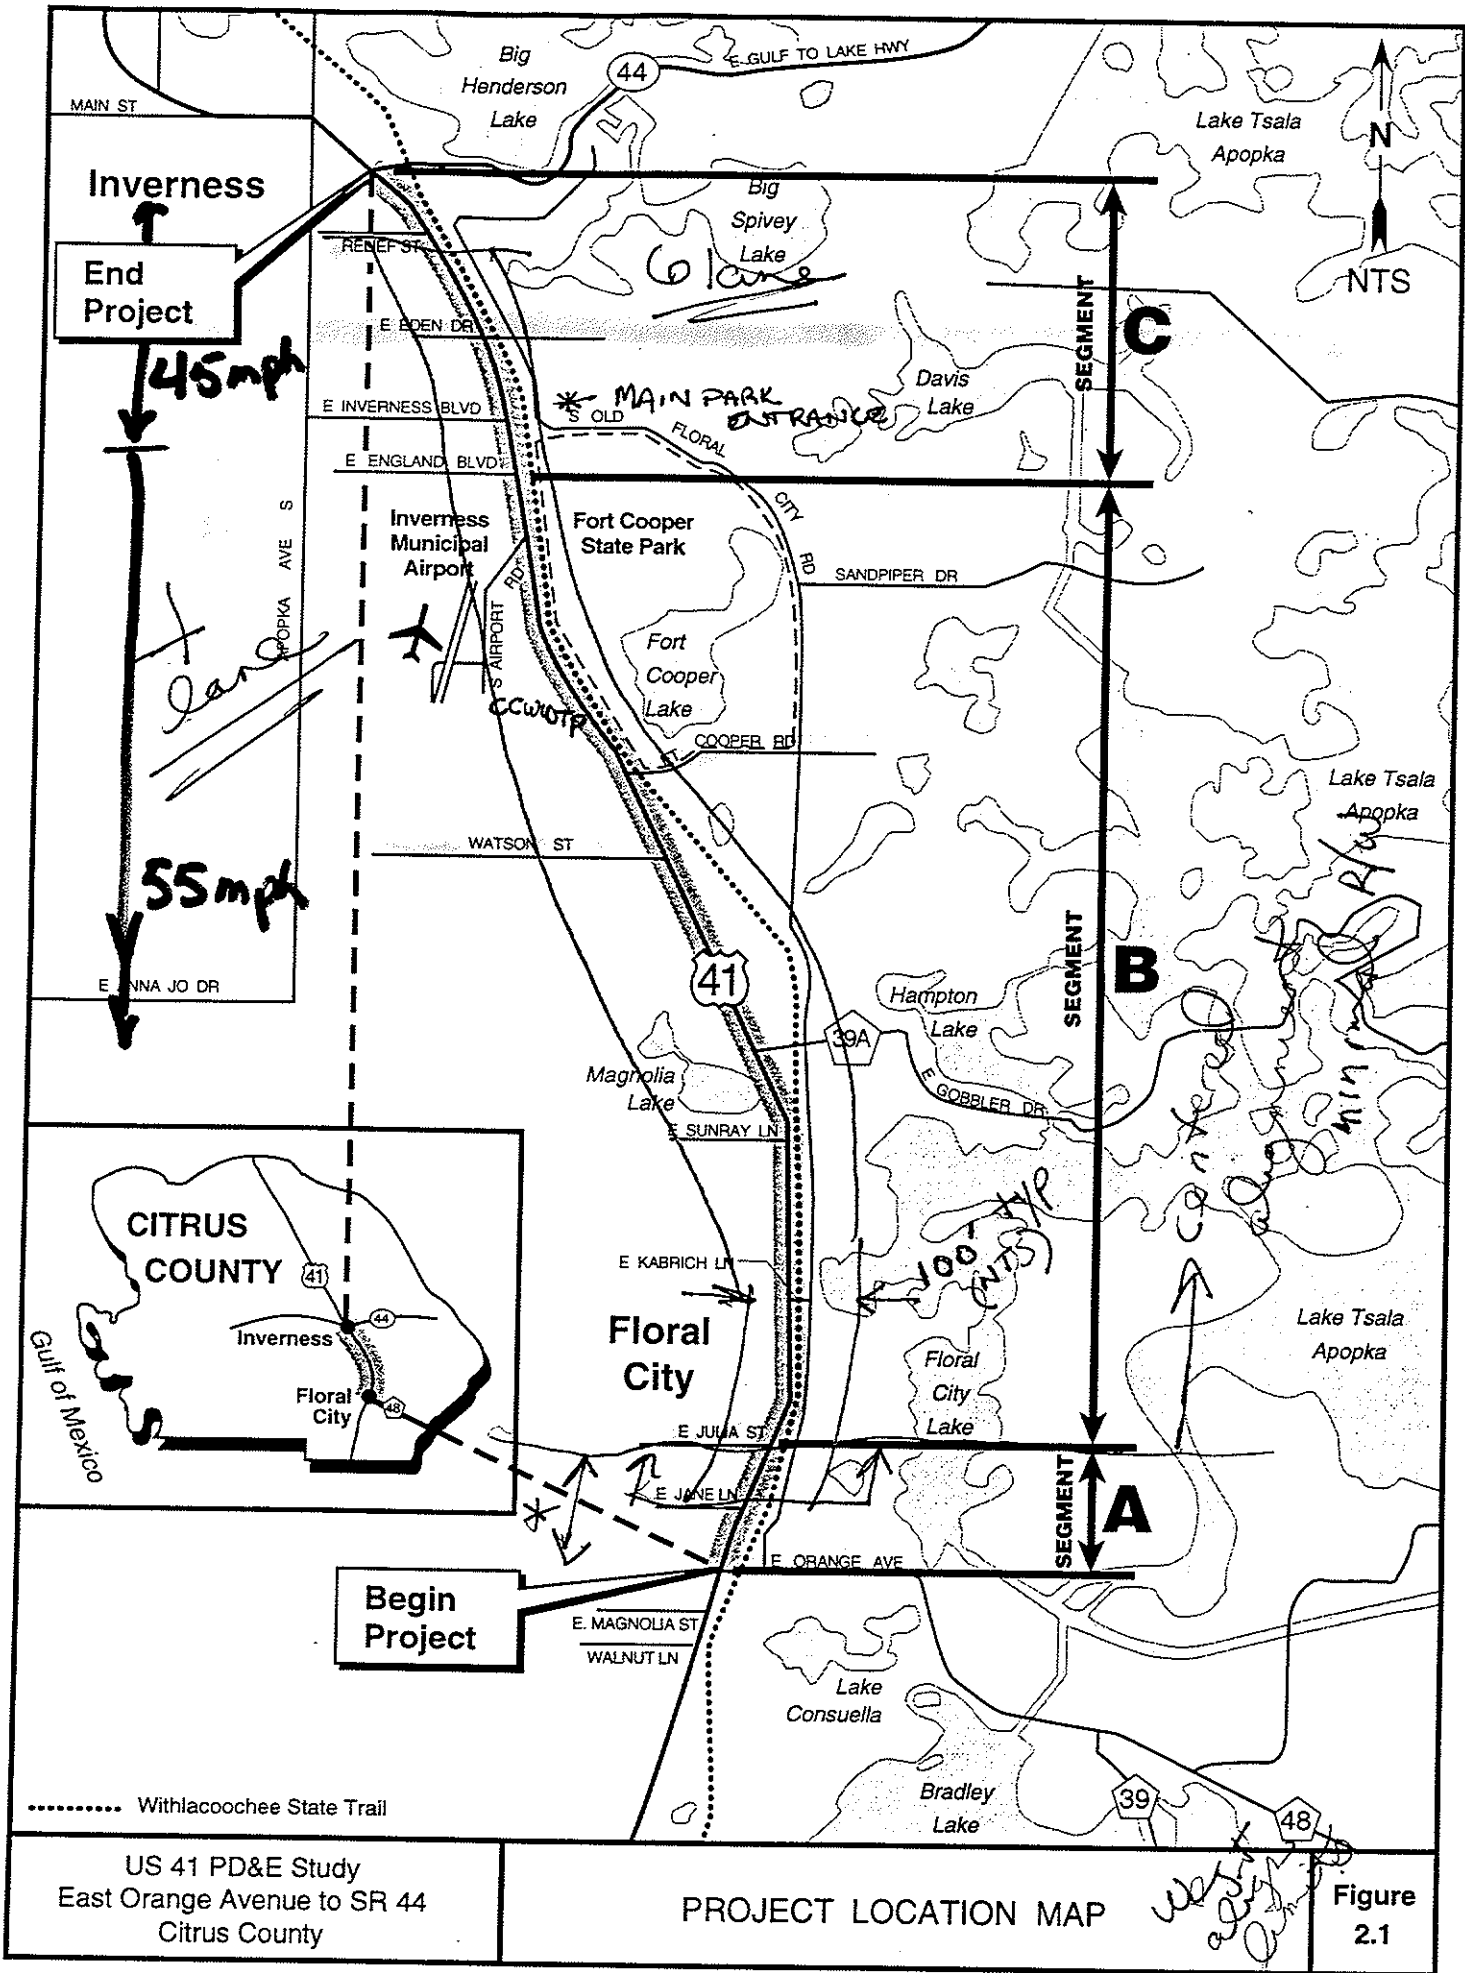 Big
Henderson
Lake
44
E GULF TO LAKE HWY
MAIN ST
Lake Tsala
Apopka
N
NTS
Inverness
Big
Spivey
Lake
RELIEF ST
6 lane
End
Project
E EDEN DR
SEGMENT
C
45mph
Davis
Lake
MAIN PARK
ENTRANCE
E INVERNESS BLVD
S OLD
FLORAL
CITY
RD
E ENGLAND BLVD
APOPKA AVE S
Inverness
Municipal
Airport
Fort Cooper
State Park
SANDPIPER DR
S AIRPORT
RD
lane
Fort
Cooper
Lake
CCWWTP
FT
COOPER RD
Lake Tsala
Apopka
WATSON ST
55mph
SEGMENT
B
R/W
min
41
E ANNA JO DR
Hampton
Lake
39A
E GOBBLER DR
Magnolia
Lake
E SUNRAY LN
Centered
CITRUS
COUNTY
41
44
Inverness
Floral
City
48
Gulf of Mexico
E KABRICH LN
100-
(NTS)
Floral
City
Floral
City
Lake
Lake Tsala
Apopka
E JULIA ST
E JANE LN
SEGMENT
A
E ORANGE AVE
Begin
Project
E. MAGNOLIA ST
WALNUT LN
Lake
Consuella
Bradley
Lake
39
48
Withlacoochee State Trail
US 41 PD&E Study
East Orange Avenue to SR 44
Citrus County
PROJECT LOCATION MAP
West
Figure
2.1